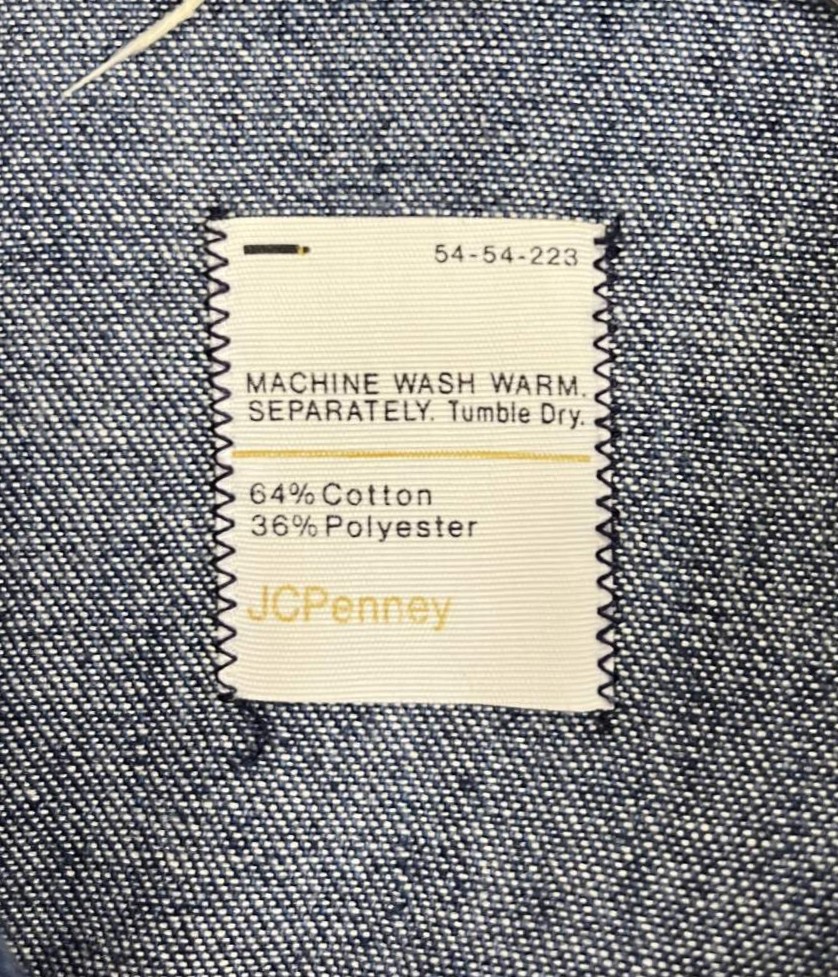 54-54-223
MACHINE WASH WARM.
SEPARATELY. Tumble Dry.
64% Cotton
36% Polyester
JCPenney